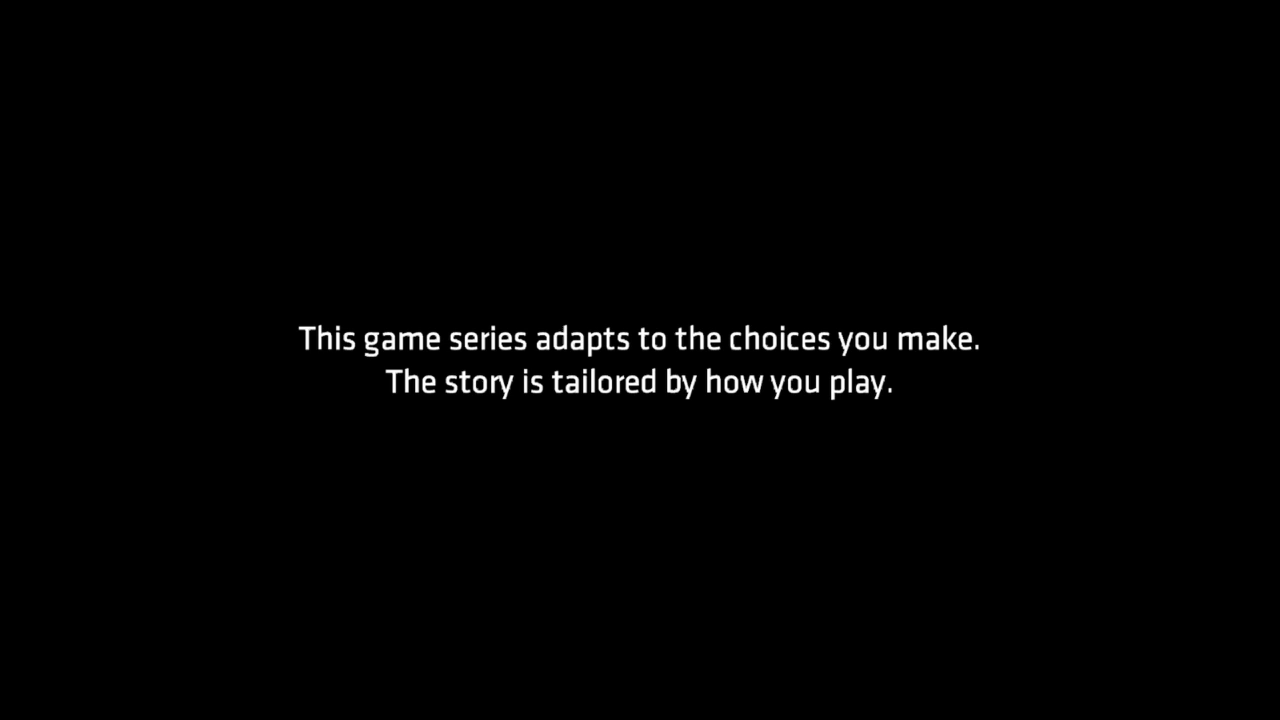 This game series adapts to the choices you make.
The story is tailored by how you play.